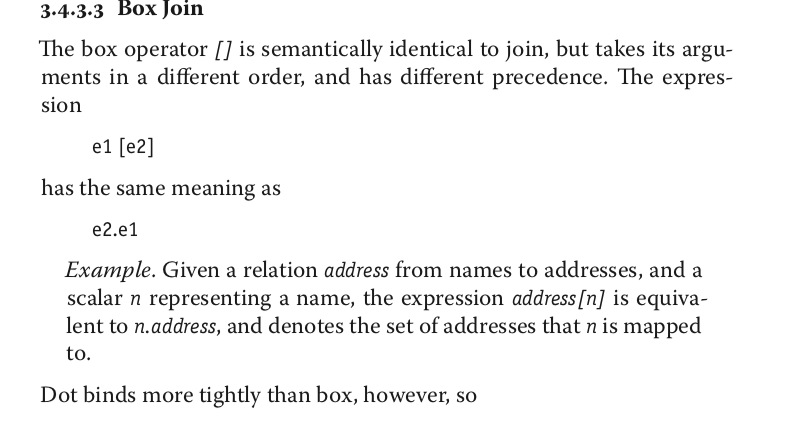 3.4.3.3 Box Join
The box operator [] is semantically identical to join, but takes its argu-
ments in a different order, and has different precedence. The expres-
sion
e1 [e2]
has the same meaning as
e2.e1
Example. Given a relation address from names to addresses, and a
scalar n representing a name, the expression address[n] is equiva-
lent to n.address, and denotes the set of addresses that n is mapped
to.
Dot binds more tightly than box, however, so